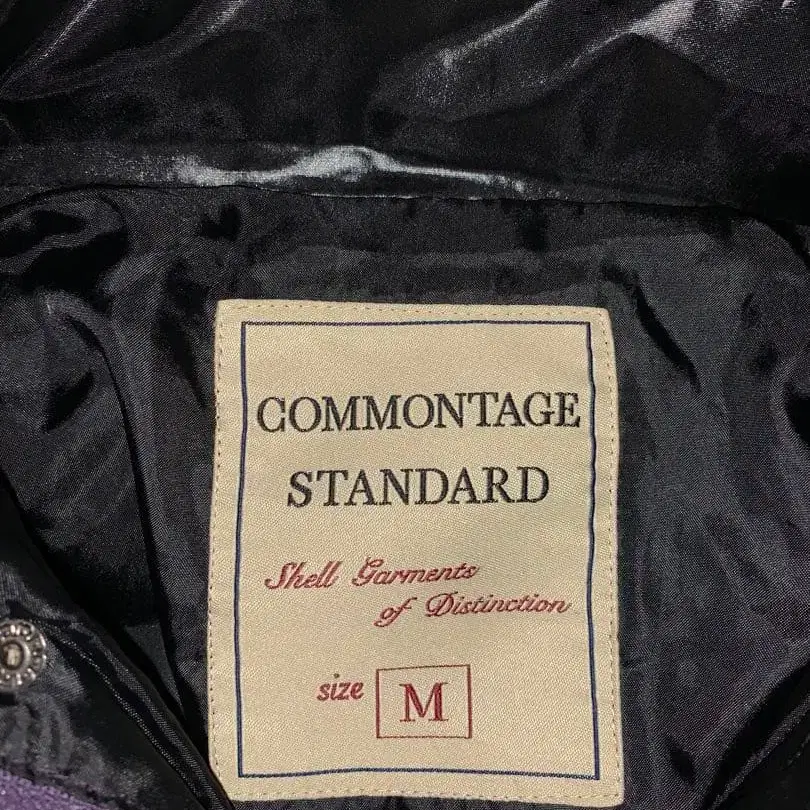 COMMONTAGE
STANDARD
Shell Garments
of Distinction
size M